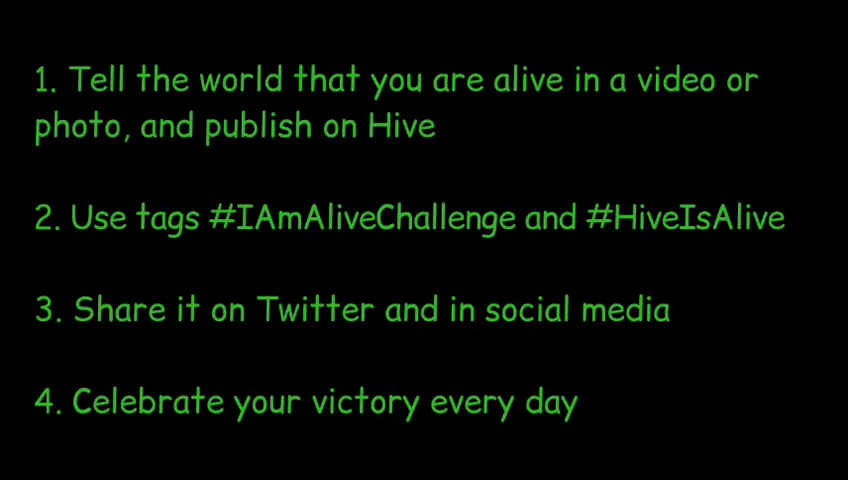 1. Tell the world that you are alive in a video or
photo, and publish on Hive
2. Use tags #IAmAliveChallenge and #HiveIsAlive
3. Share it on Twitter and in social media
4. Celebrate your victory every day